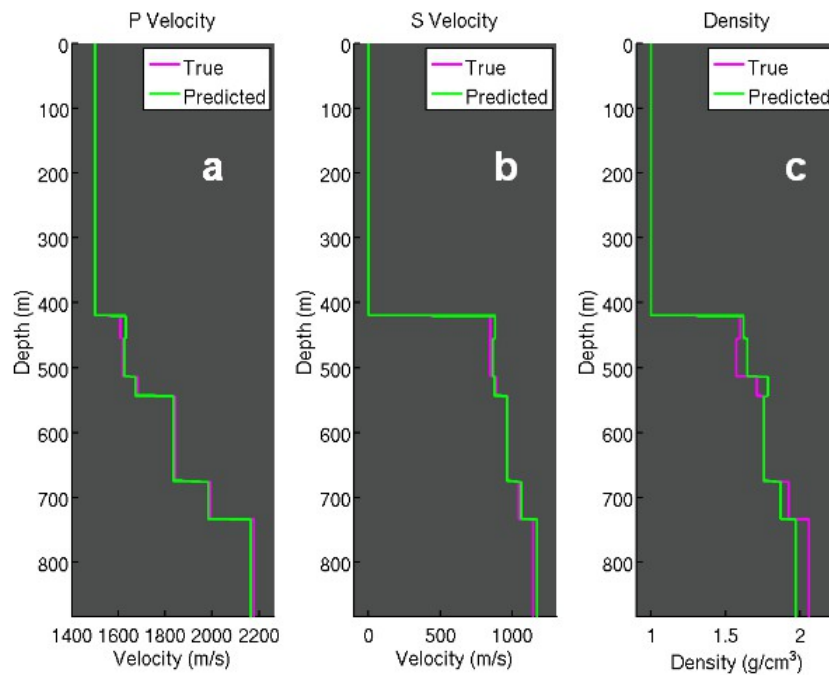 P Velocity
S Velocity
Density
True
Predicted
a
0
100
200
300
400
500
600
700
800
Depth (m)
1400 1600 1800 2000 2200
Velocity (m/s)
True
Predicted
b
0
100
200
300
400
500
600
700
800
Depth (m)
0 500 1000
Velocity (m/s)
True
Predicted
c
0
100
200
300
400
500
600
700
800
Depth (m)
1 1.5 2
Density (g/cm³)